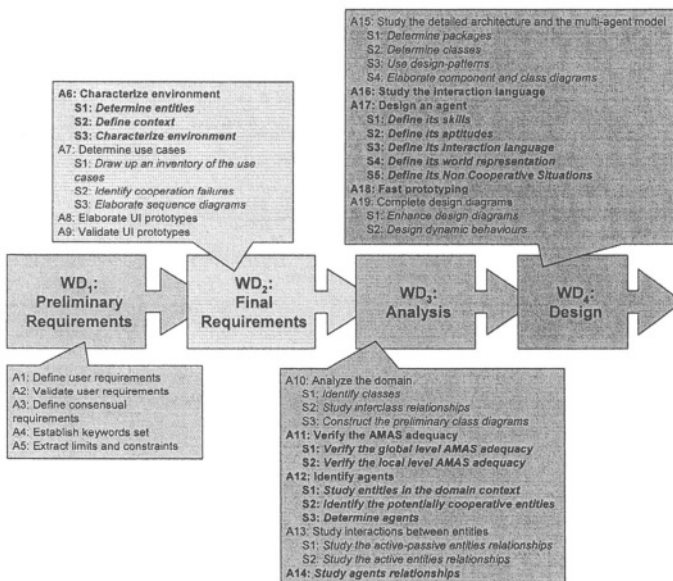 A6: Characterize environment
S1: Determine entities
S2: Define context
S3: Characterize environment
A7: Determine use cases
S1: Draw up an inventory of the use
cases
S2: Identify cooperation failures
S3: Elaborate sequence diagrams
A8: Elaborate UI prototypes
A9: Validate UI prototypes
A15: Study the detailed architecture and the multi-agent model
S1: Determine packages
S2: Determine classes
S3: Use design-patterns
S4: Elaborate component and class diagrams
A16: Study the interaction language
A17: Design an agent
S1: Define its skills
S2: Define its aptitudes
S3: Define its interaction language
S4: Define its world representation
S5: Define its Non Cooperative Situations
A18: Fast prototyping
A19: Complete design diagrams
S1: Enhance design diagrams
S2: Design dynamic behaviours
WD1:
Preliminary
Requirements
WD2:
Final
Requirements
WD3:
Analysis
WD4:
Design
A1: Define user requirements
A2: Validate user requirements
A3: Define consensual
requirements
A4: Establish keywords set
A5: Extract limits and constraints
A10: Analyze the domain
S1: Identify classes
S2: Study interclass relationships
S3: Construct the preliminary class diagrams
A11: Verify the AMAS adequacy
S1: Verify the global level AMAS adequacy
S2: Verify the local level AMAS adequacy
A12: Identify agents
S1: Study entities in the domain context
S2: Identify the potentially cooperative entities
S3: Determine agents
A13: Study interactions between entities
S1: Study the active-passive entities relationships
S2: Study the active entities relationships
A14: Study agents relationships